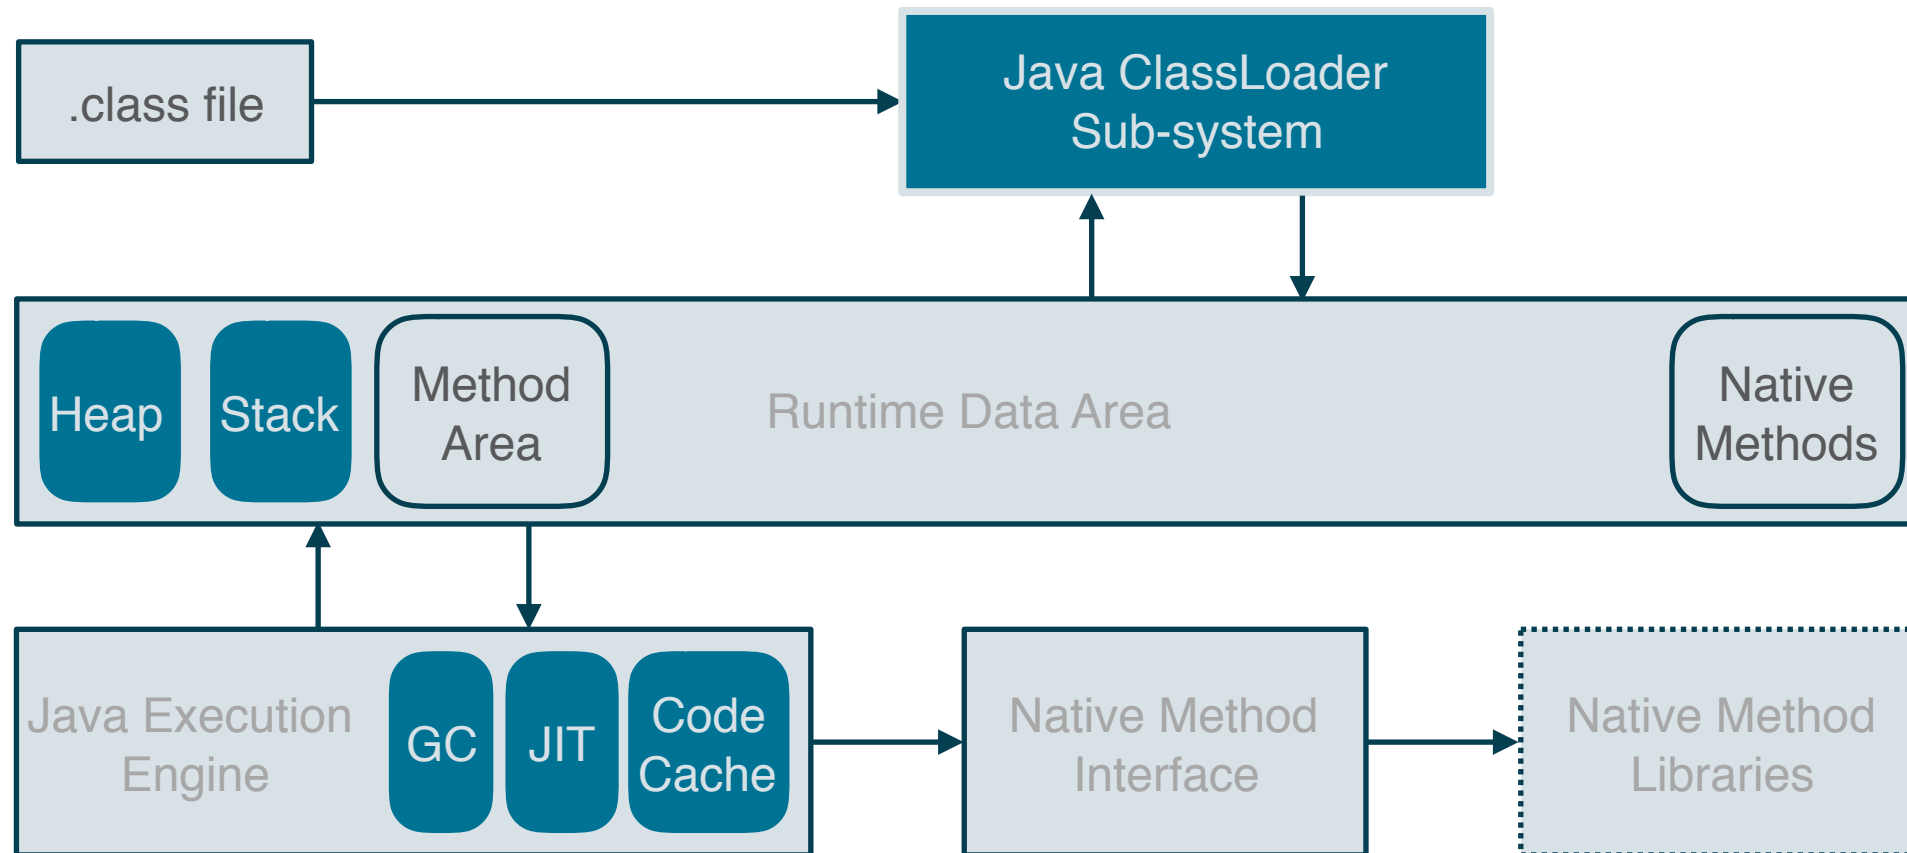 .class file
Java ClassLoader
Sub-system
Heap
Stack
Method
Area
Runtime Data Area
Native
Methods
Java Execution
Engine
GC
JIT
Code
Cache
Native Method
Interface
Native Method
Libraries